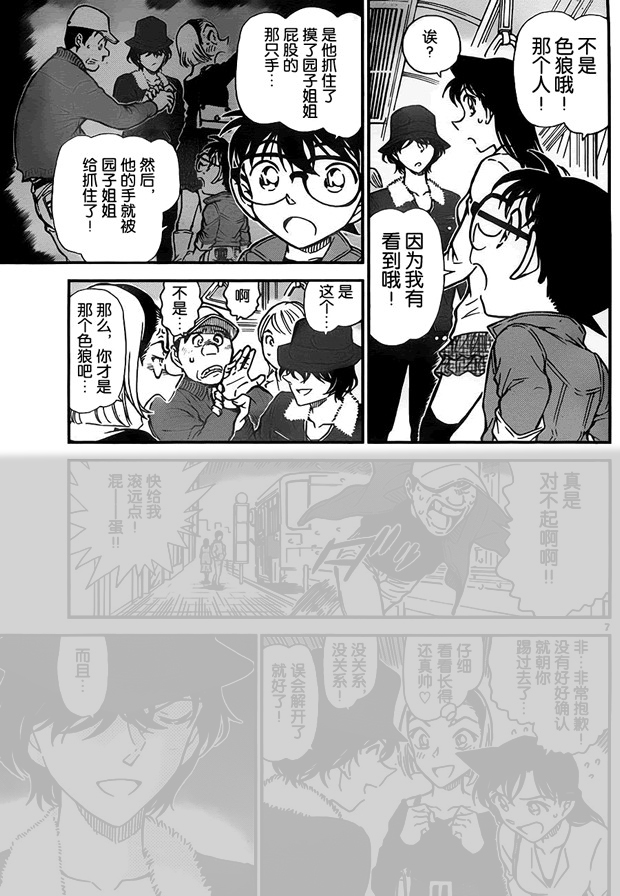 不是
色狼哦！
那个人！
诶？
因为我有
看到哦！
是他抓住了
摸了园子姐姐
的屁股的
那只手…
然后，
他的手就被
园子姐姐
给抓住了！
是
这个…
啊
不是…
那么，你才是
那个色狼吧…
真是
对不起啊啊!!
快给我
滚远点！
混——蛋!!
7
非…非常抱歉！
没有好好确认
就朝你
踢过去了…
仔细
看看长得
还真帅♡
没关系
没关系！
误会解开了
就好了！
而且…